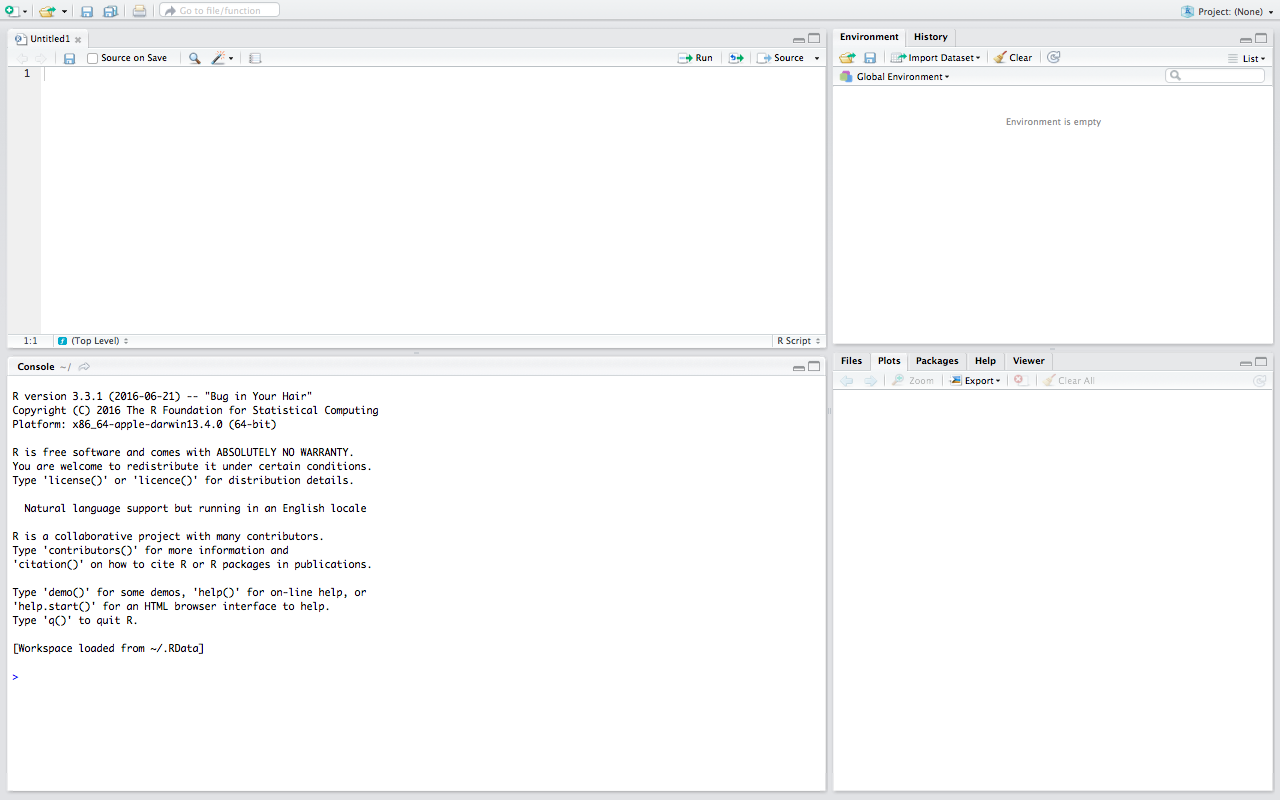 Go to file/function
Project: (None)
Untitled1
Source on Save
Run
Source
1
1:1
(Top Level)
R Script
Console ~/
R version 3.3.1 (2016-06-21) -- "Bug in Your Hair"
Copyright (C) 2016 The R Foundation for Statistical Computing
Platform: x86_64-apple-darwin13.4.0 (64-bit)
R is free software and comes with ABSOLUTELY NO WARRANTY.
You are welcome to redistribute it under certain conditions.
Type 'license()' or 'licence()' for distribution details.
Natural language support but running in an English locale
R is a collaborative project with many contributors.
Type 'contributors()' for more information and
'citation()' on how to cite R or R packages in publications.
Type 'demo()' for some demos, 'help()' for on-line help, or
'help.start()' for an HTML browser interface to help.
Type 'q()' to quit R.
[Workspace loaded from ~/.RData]
>
Environment History
Import Dataset Clear List
Global Environment
Environment is empty
Files Plots Packages Help Viewer
Zoom Export Clear All